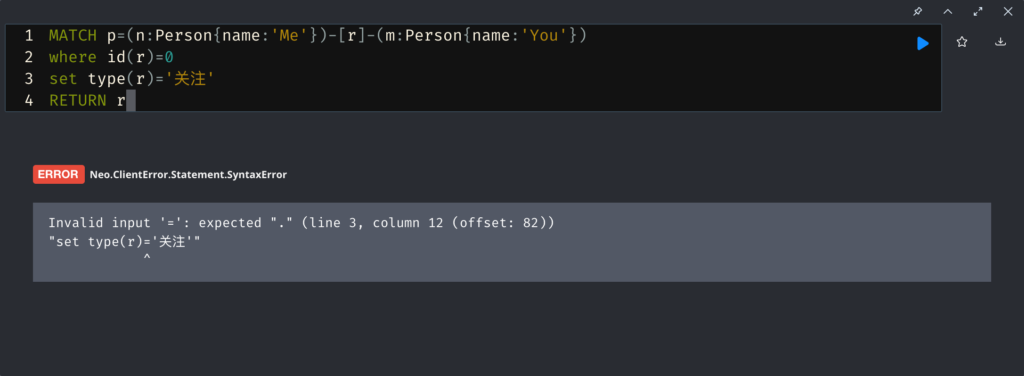 1 MATCH p=(n:Person{name:'Me'})-[r]-(m:Person{name:'You'})
2 where id(r)=0
3 set type(r)='关注'
4 RETURN r
ERROR Neo.ClientError.Statement.SyntaxError
Invalid input '=': expected "." (line 3, column 12 (offset: 82))
"set type(r)='关注'"
^